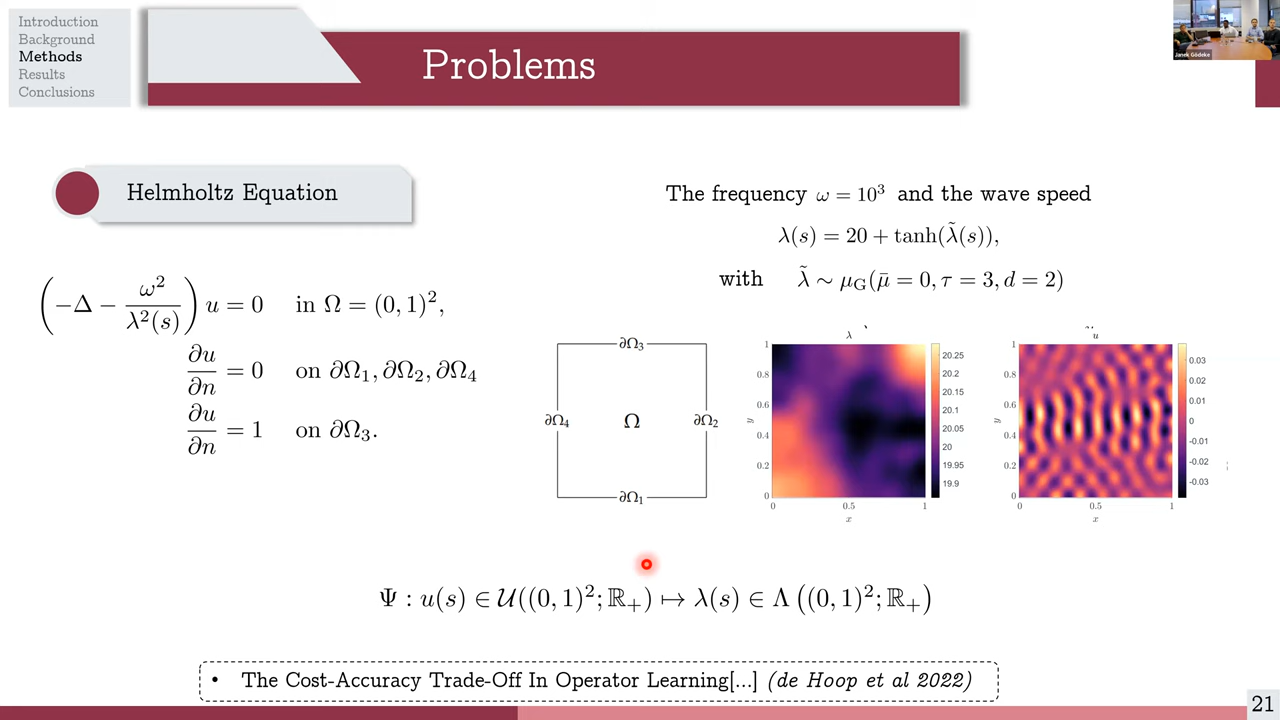 Introduction
Background
Methods
Results
Conclusions
Problems
Janek Gödeke
Helmholtz Equation
(−Δ − ω²/λ²(s)) u = 0 in Ω = (0, 1)²,
∂u/∂n = 0 on ∂Ω₁, ∂Ω₂, ∂Ω₄
∂u/∂n = 1 on ∂Ω₃.
The frequency ω = 10³ and the wave speed
λ(s) = 20 + tanh(λ̃(s)),
with λ̃ ∼ μ_G(μ̄ = 0, τ = 3, d = 2)
∂Ω₃
∂Ω₄ Ω ∂Ω₂
∂Ω₁
λ
1
0.8
0.6
0.4
0.2
0
y
0 0.5 1
x
20.25
20.2
20.15
20.1
20.05
20
19.95
19.9
u
1
0.8
0.6
0.4
0.2
0
y
0 0.5 1
x
0.03
0.02
0.01
0
-0.01
-0.02
-0.03
Ψ : u(s) ∈ 𝒰((0, 1)²; ℝ₊) ↦ λ(s) ∈ Λ ((0, 1)²; ℝ₊)
• The Cost-Accuracy Trade-Off In Operator Learning[...] (de Hoop et al 2022)
21